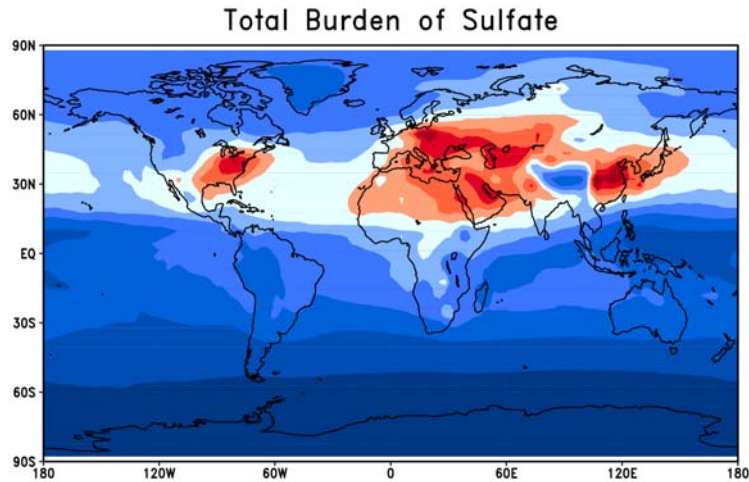 Total Burden of Sulfate
90N
60N
30N
EQ
30S
60S
90S
180 120W 60W 0 60E 120E 180